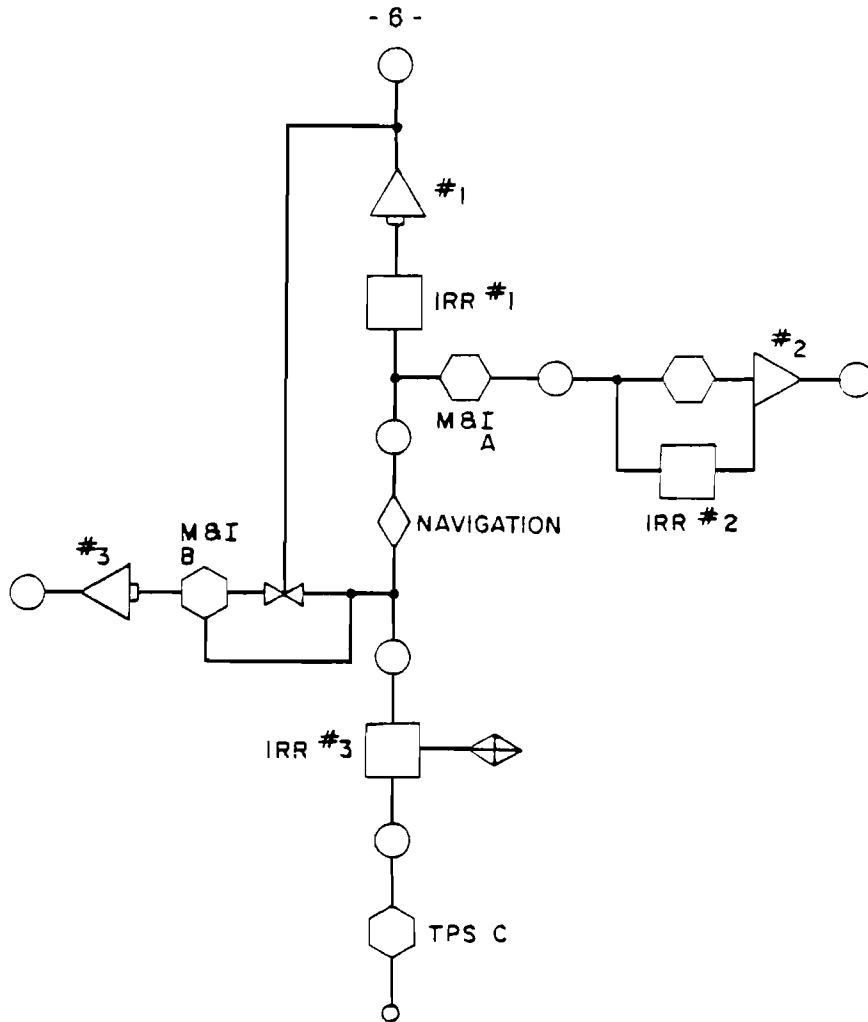 - 6 -
#1
IRR #1
#2
M&I
A
IRR #2
NAVIGATION
M&I
B
#3
IRR #3
TPS C